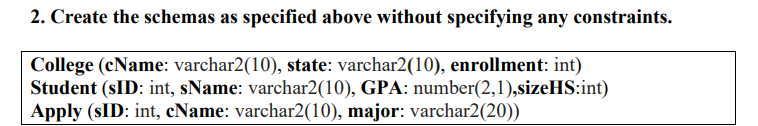 2. Create the schemas as specified above without specifying any constraints.
College (cName: varchar2(10), state: varchar2(10), enrollment: int)
Student (sID: int, sName: varchar2(10), GPA: number(2,1),sizeHS:int)
Apply (sID: int, cName: varchar2(10), major: varchar2(20))